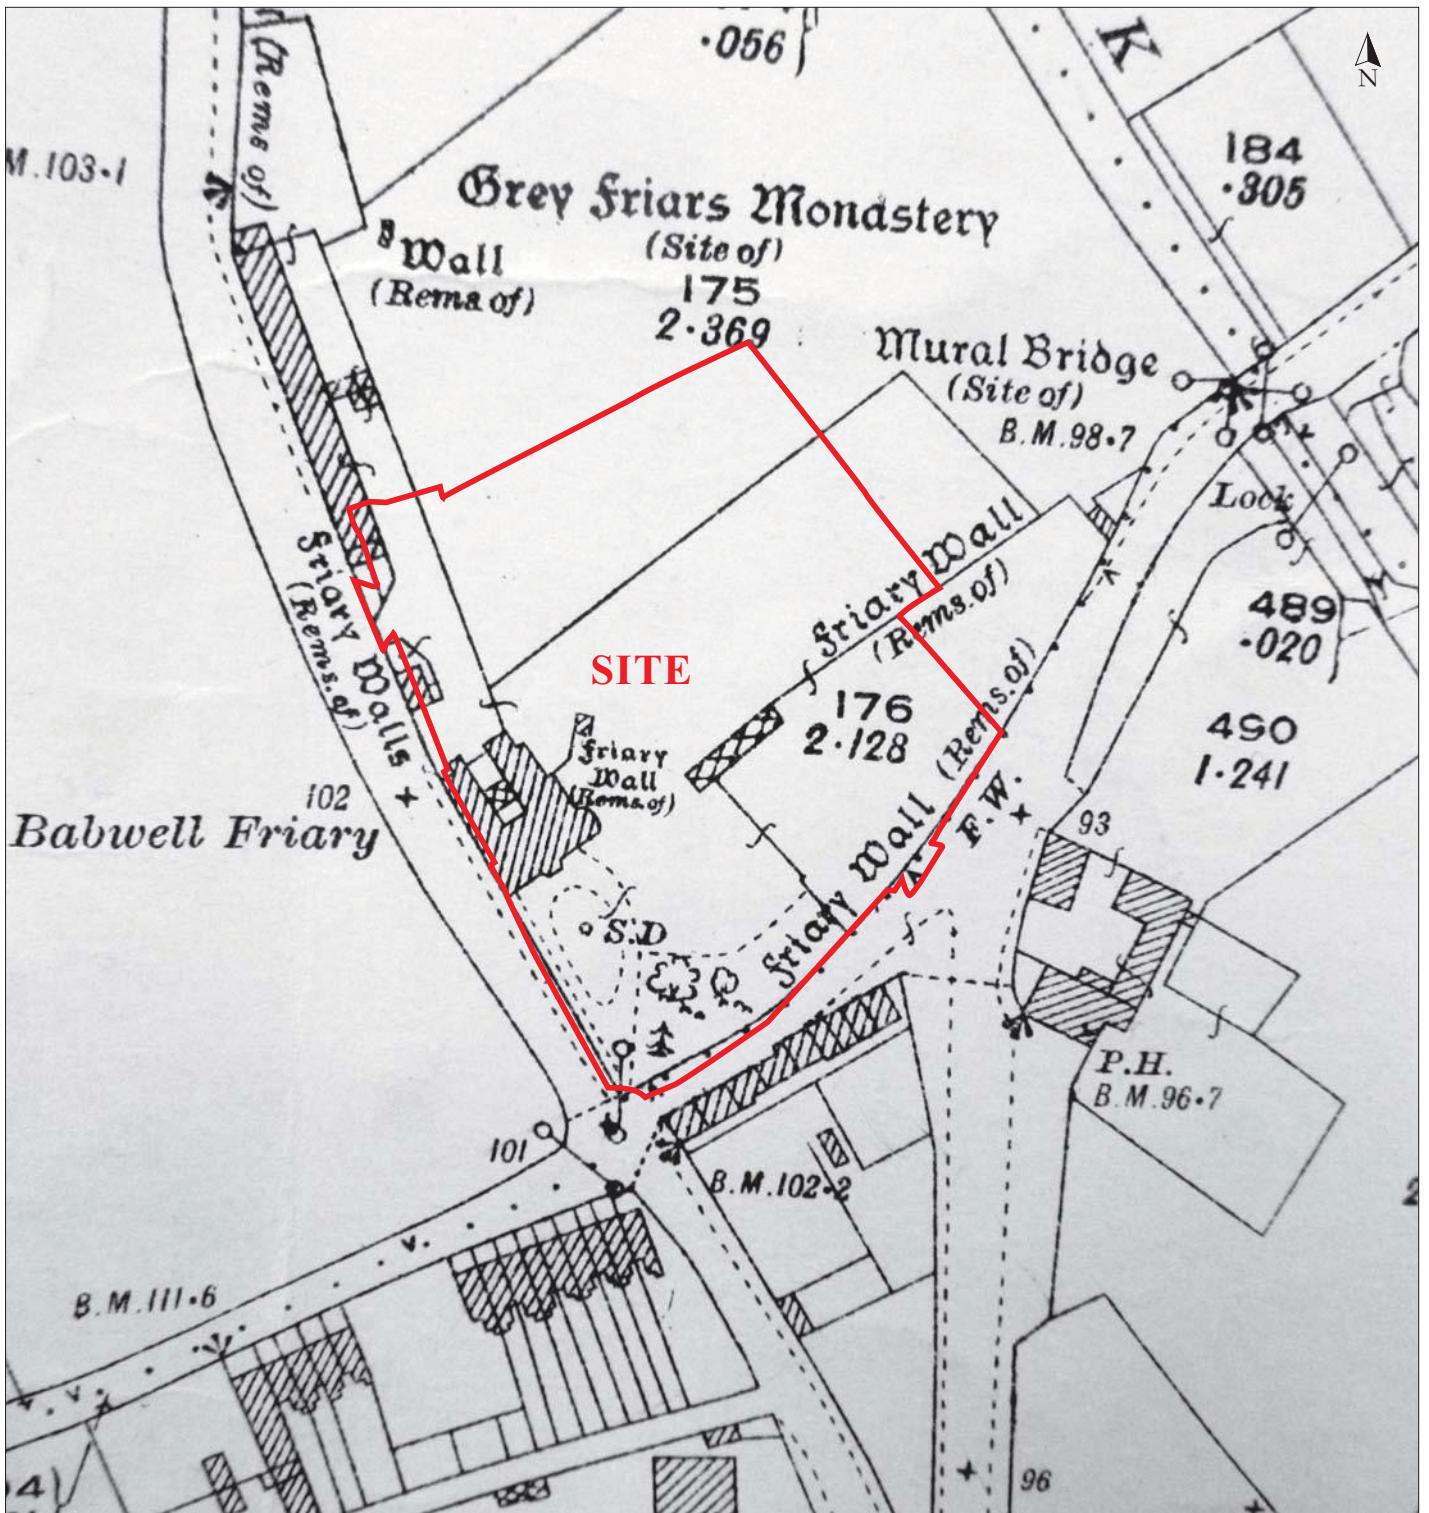 ·056
K
N
(Rems of)
M.103·1
184
·305
Grey Friars Monastery
(Site of)
175
2·369
Wall
(Rems of)
Mural Bridge
(Site of)
B.M.98·7
Lock
Friary Walls
(Rems. of)
Friary Wall
(Rems. of)
489
·020
SITE
176
2·128
490
1·241
Friary
Wall
(Rems. of)
102
Babwell Friary
Friary Wall (Rems. of)
F.W.
93
S.D
P.H.
B.M.96·7
101
B.M.102·2
B.M.111·6
96